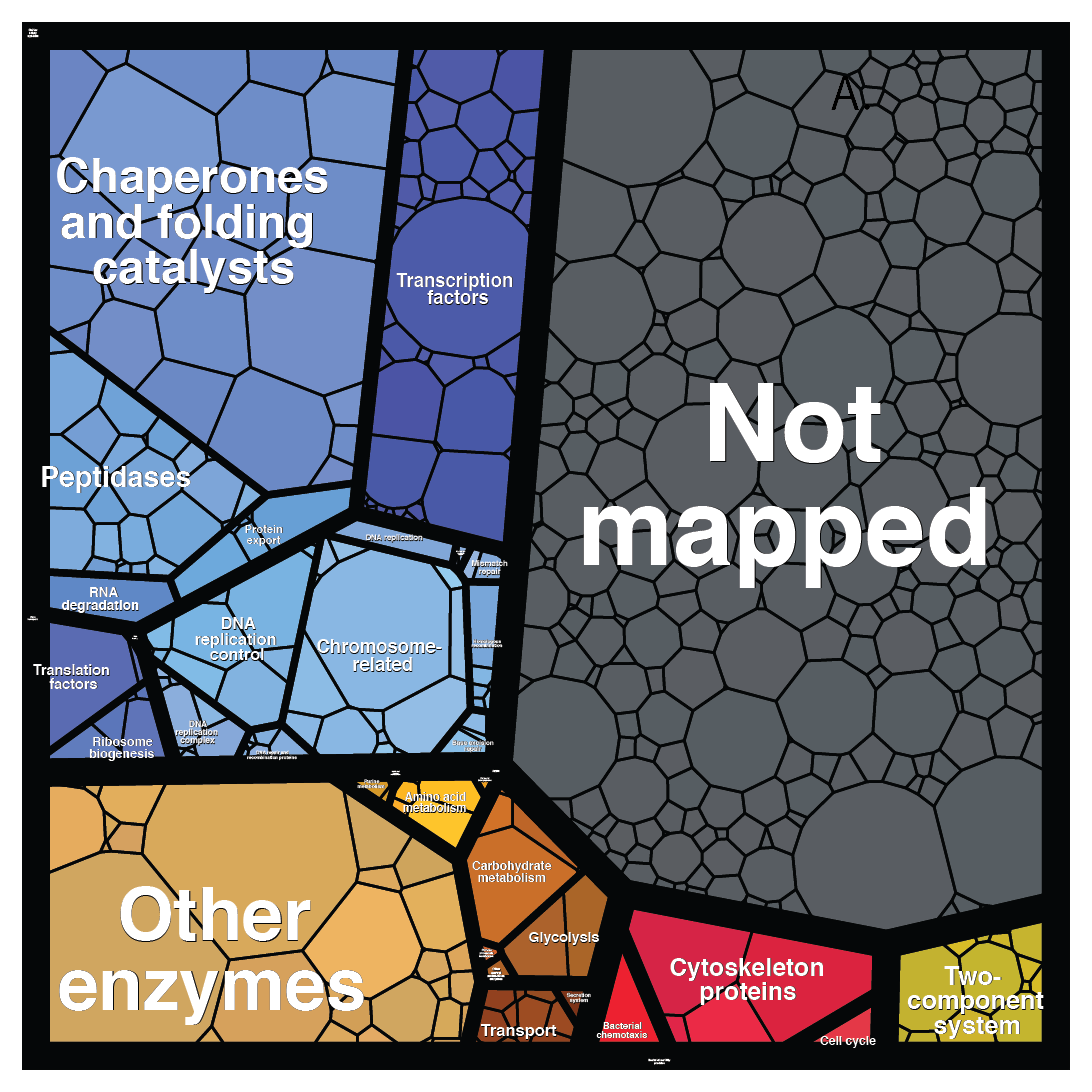 A.
Chaperones
and folding
catalysts
Transcription
factors
Not
mapped
Peptidases
Protein
export
DNA replication
Mismatch
repair
RNA
degradation
DNA
replication
control
Chromosome-
related
Translation
factors
Ribosome
biogenesis
DNA
replication
complex
Base excision
repair
Purine
metabolism
Amino acid
metabolism
Carbohydrate
metabolism
Other
enzymes
Glycolysis
Secretion
system
Transport
Bacterial
chemotaxis
Cytoskeleton
proteins
Cell cycle
Two-
component
system